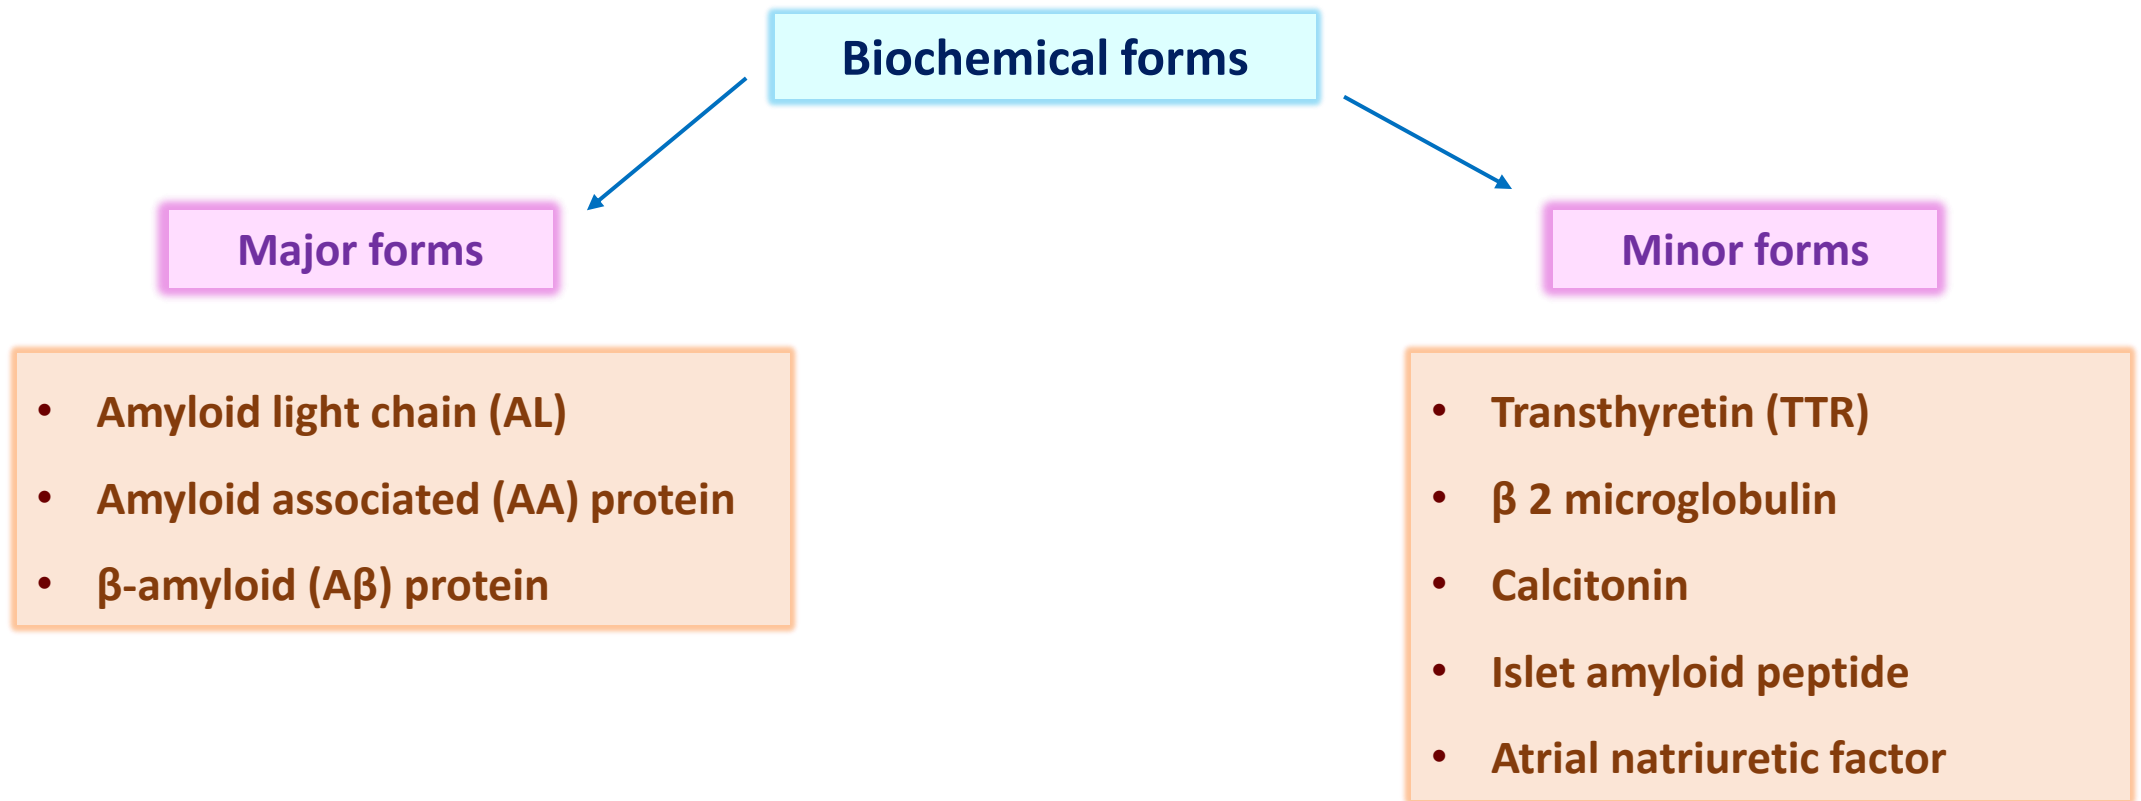 Biochemical forms
Major forms
• Amyloid light chain (AL)
• Amyloid associated (AA) protein
• β-amyloid (Aβ) protein
Minor forms
• Transthyretin (TTR)
• β 2 microglobulin
• Calcitonin
• Islet amyloid peptide
• Atrial natriuretic factor